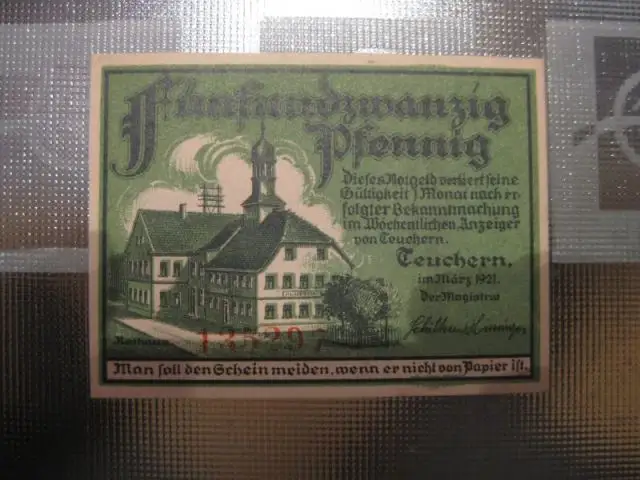 Fünfundzwanzig
Pfennig
Dieses Notgeld verliert seine
Gültigkeit 1 Monat nach er-
folgter Bekanntmachung
im Wöchentlichen Anzeiger
von Teuchern.
Teuchern,
im März 1921.
Der Magistrat
Rathaus
135297
Man soll den Schein meiden, wenn er nicht von Papier ist.